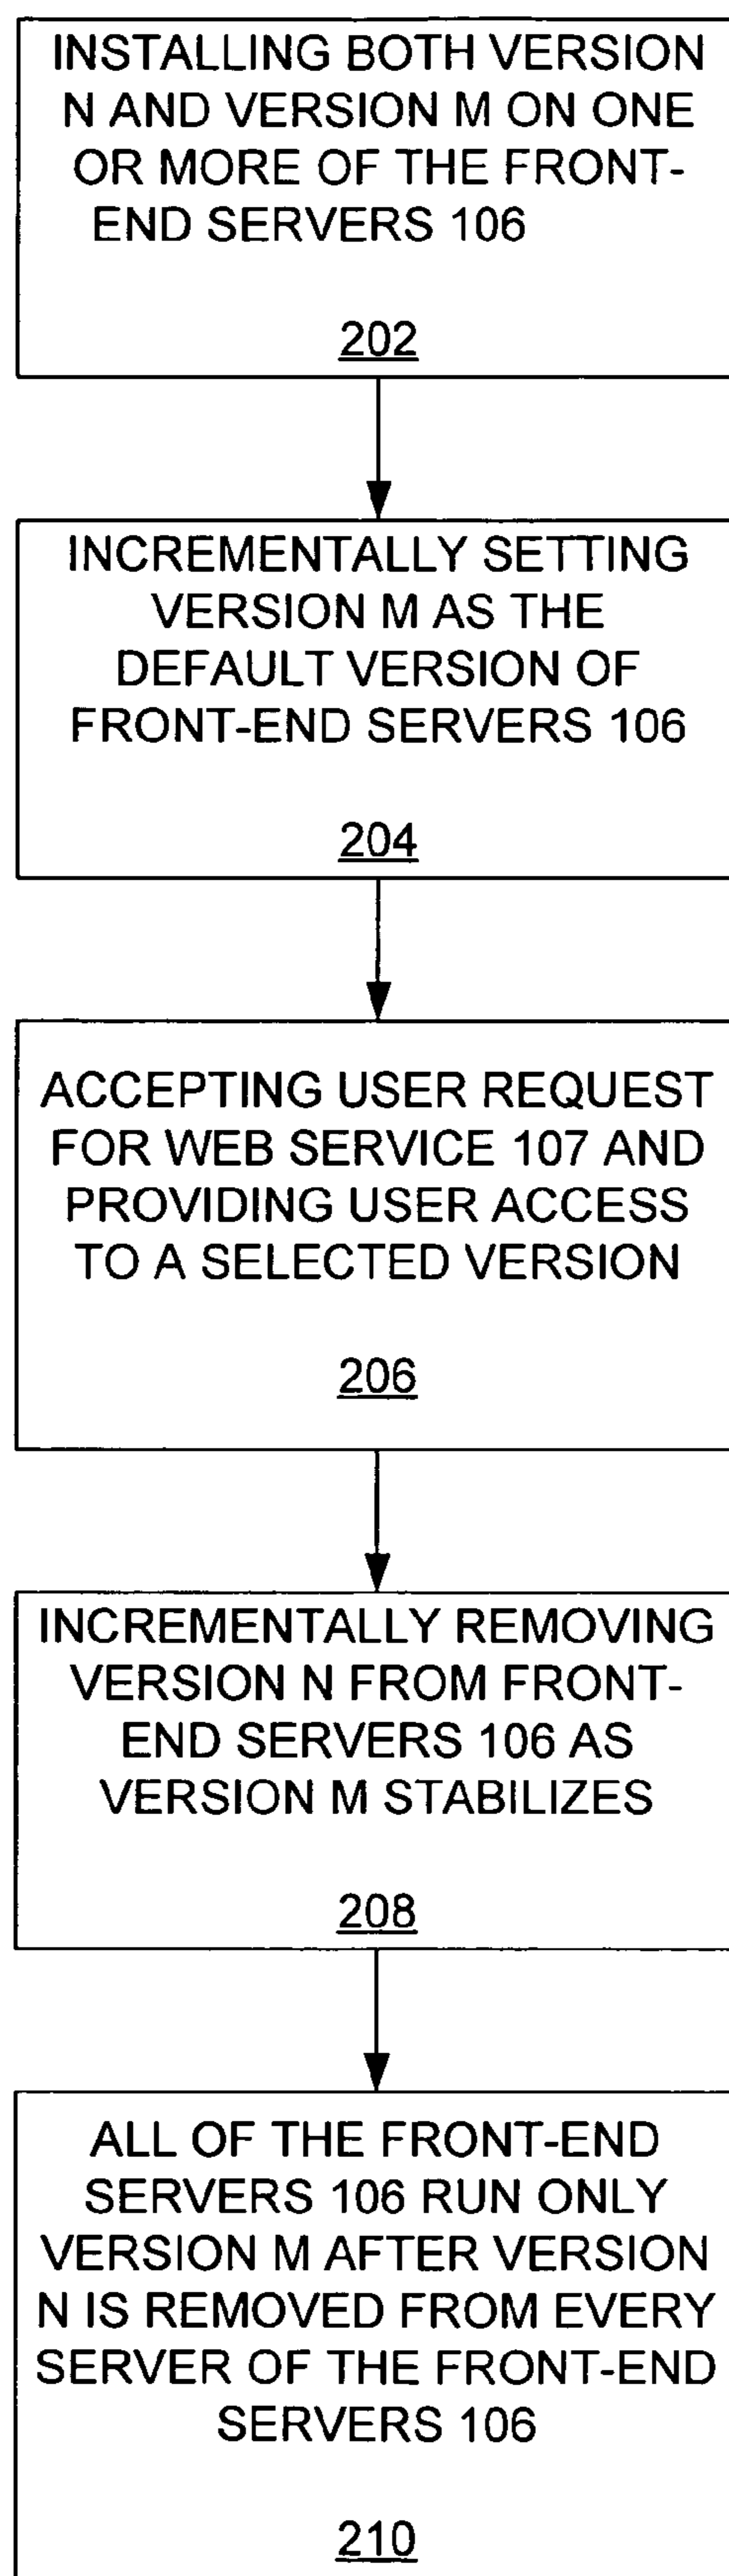 INSTALLING BOTH VERSION
N AND VERSION M ON ONE
OR MORE OF THE FRONT-
END SERVERS 106
202
INCREMENTALLY SETTING
VERSION M AS THE
DEFAULT VERSION OF
FRONT-END SERVERS 106
204
ACCEPTING USER REQUEST
FOR WEB SERVICE 107 AND
PROVIDING USER ACCESS
TO A SELECTED VERSION
206
INCREMENTALLY REMOVING
VERSION N FROM FRONT-
END SERVERS 106 AS
VERSION M STABILIZES
208
ALL OF THE FRONT-END
SERVERS 106 RUN ONLY
VERSION M AFTER VERSION
N IS REMOVED FROM EVERY
SERVER OF THE FRONT-END
SERVERS 106
210